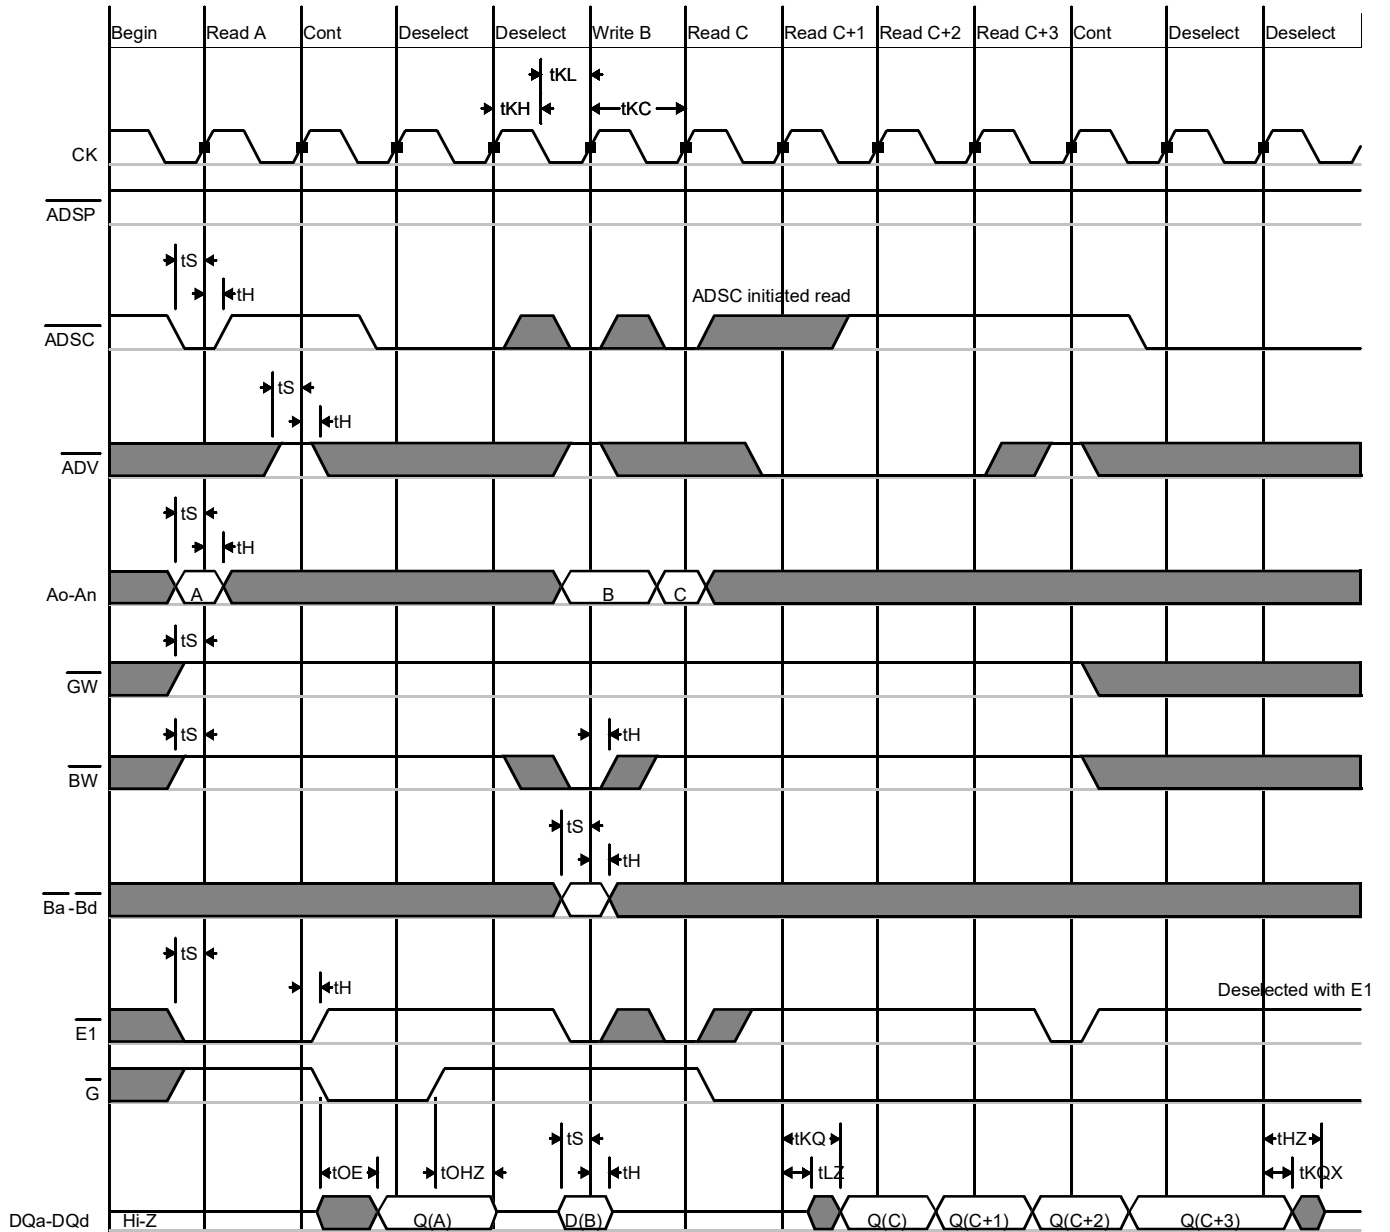 Begin Read A Cont Deselect Deselect Write B Read C Read C+1 Read C+2 Read C+3 Cont Deselect Deselect
tKL
tKH tKC
CK
ADSP
tS
tH
ADSC initiated read
ADSC
tS
tH
ADV
tS
tH
Ao-An A B C
tS
GW
tS tH
BW
tS
tH
Ba-Bd
tS
tH
Deselected with E1
E1
G
tS tKQ tHZ
tOE tOHZ tH tLZ tKQX
DQa-DQd Hi-Z Q(A) D(B) Q(C) Q(C+1) Q(C+2) Q(C+3)